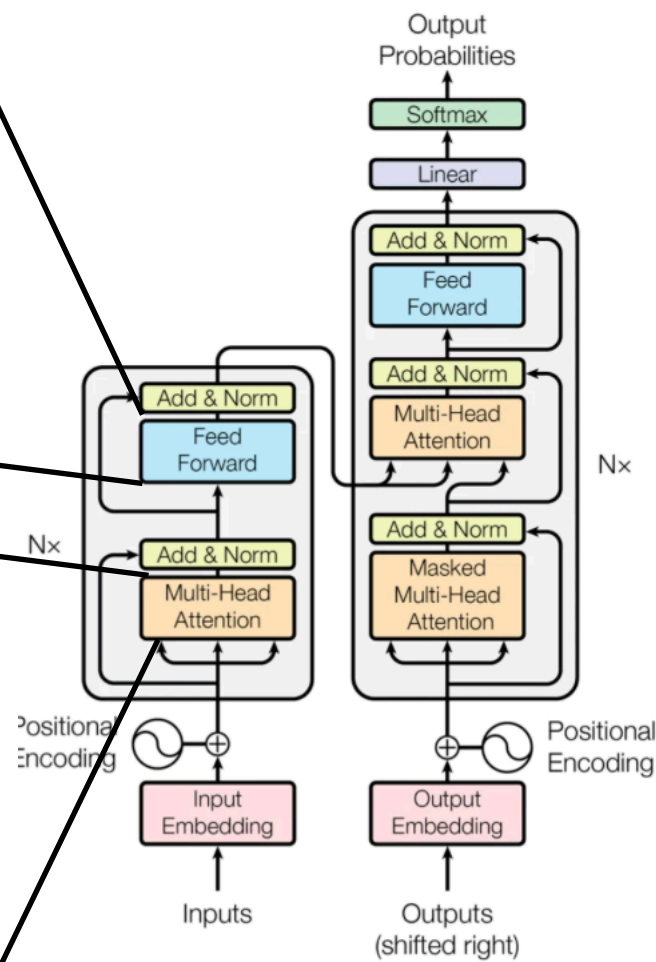 Output
Probabilities
Softmax
Linear
Add & Norm
Feed
Forward
Add & Norm
Multi-Head
Attention
Nx
Add & Norm
Masked
Multi-Head
Attention
Add & Norm
Feed
Forward
Nx
Add & Norm
Multi-Head
Attention
Positional
Encoding
Positional
Encoding
Input
Embedding
Output
Embedding
Inputs
Outputs
(shifted right)